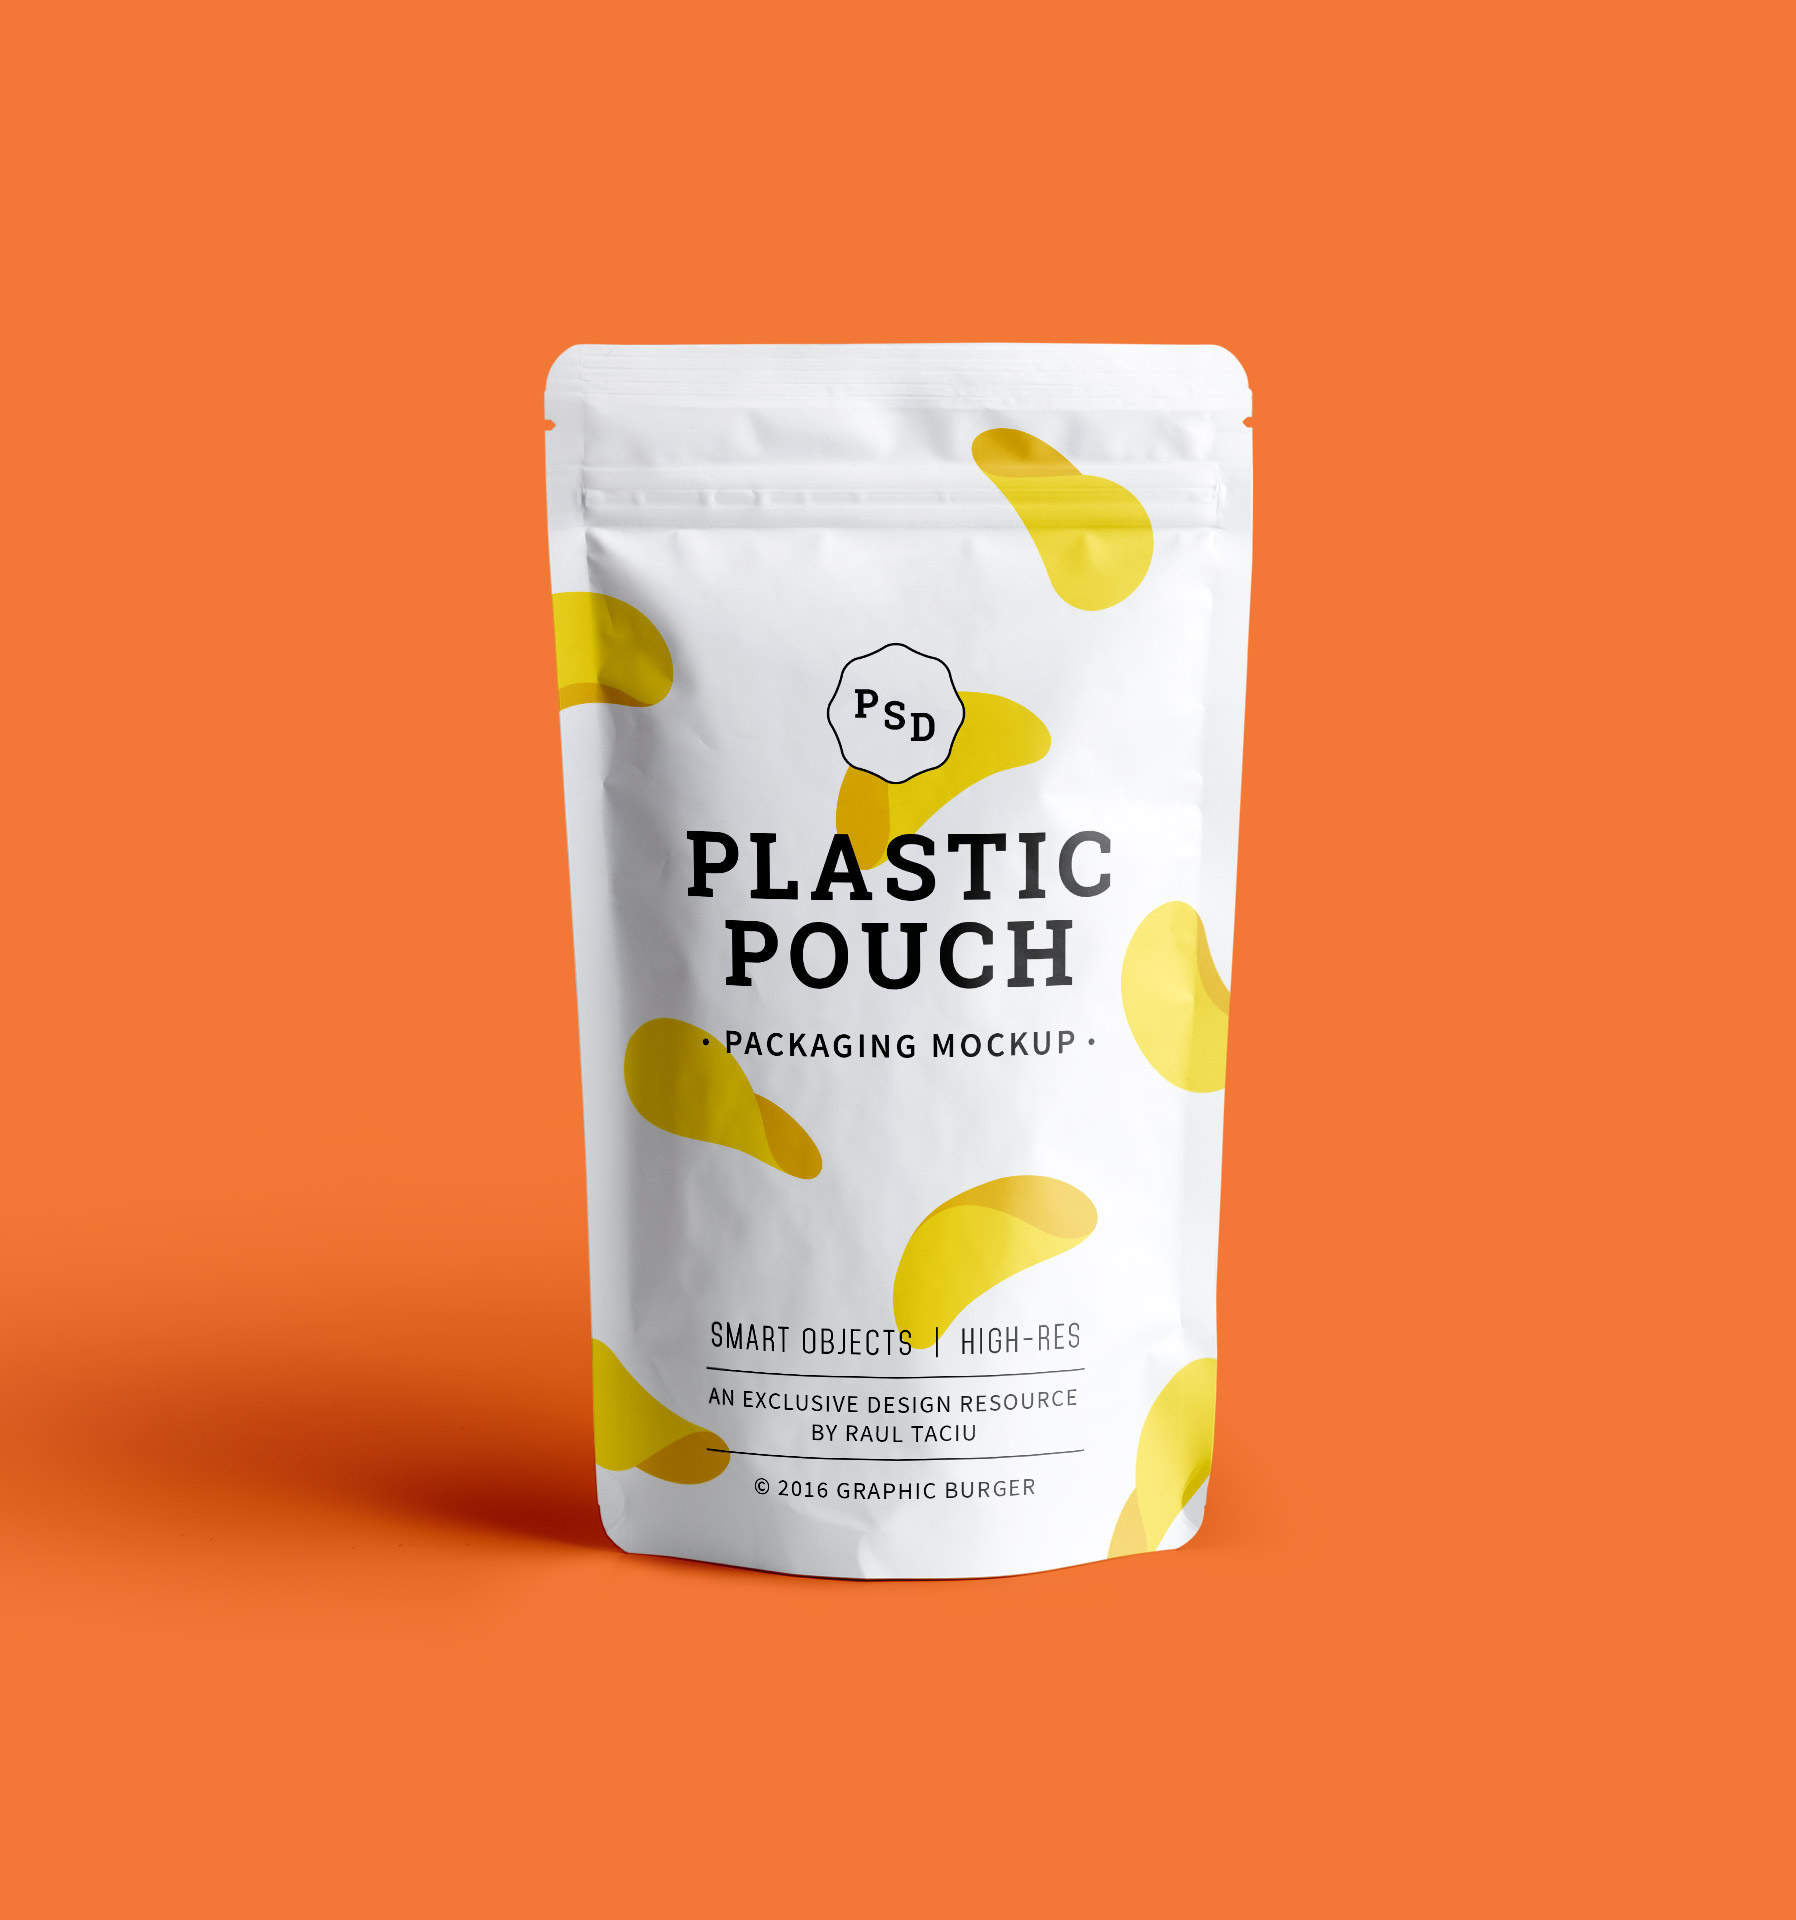 PSD
PLASTIC
POUCH
• PACKAGING MOCKUP •
SMART OBJECTS | HIGH-RES
AN EXCLUSIVE DESIGN RESOURCE
BY RAUL TACIU
© 2016 GRAPHIC BURGER